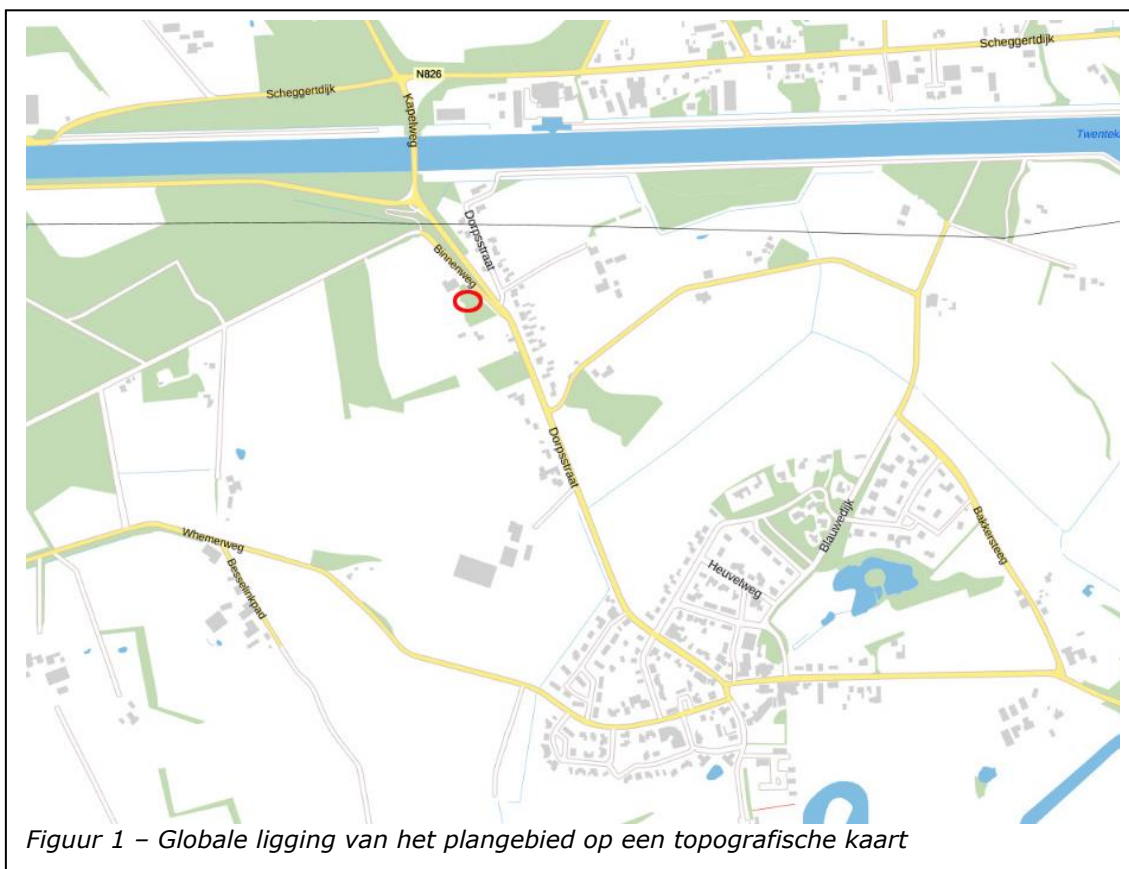 Scheggertdijk
N826
Scheggertdijk
Kapelweg
Twenteka
Dorpsstraat
Binnenweg
Dorpsstraat
Blauwedijk
Bakkersteeg
Whemerweg
Heuvelweg
Besselinkpad
Figuur 1 – Globale ligging van het plangebied op een topografische kaart